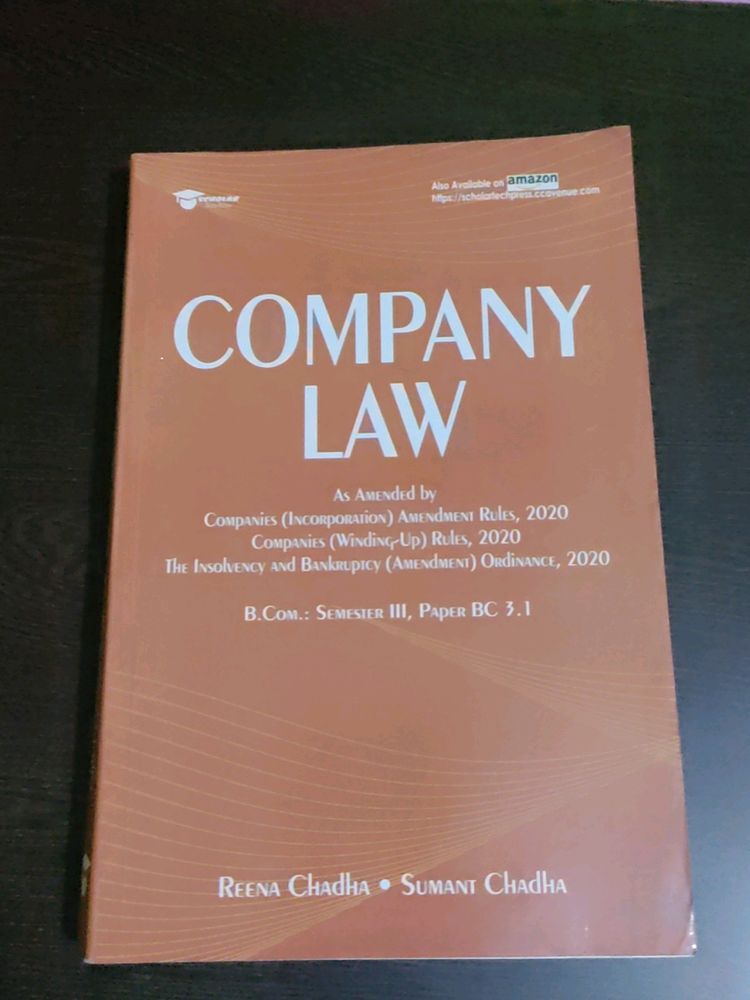 SCHOLAR
Also Available on amazon
https://scholartechpress.ccavenue.com
COMPANY
LAW
As Amended by
Companies (Incorporation) Amendment Rules, 2020
Companies (Winding-Up) Rules, 2020
The Insolvency and Bankruptcy (Amendment) Ordinance, 2020
B.Com.: Semester III, Paper BC 3.1
Reena Chadha • Sumant Chadha